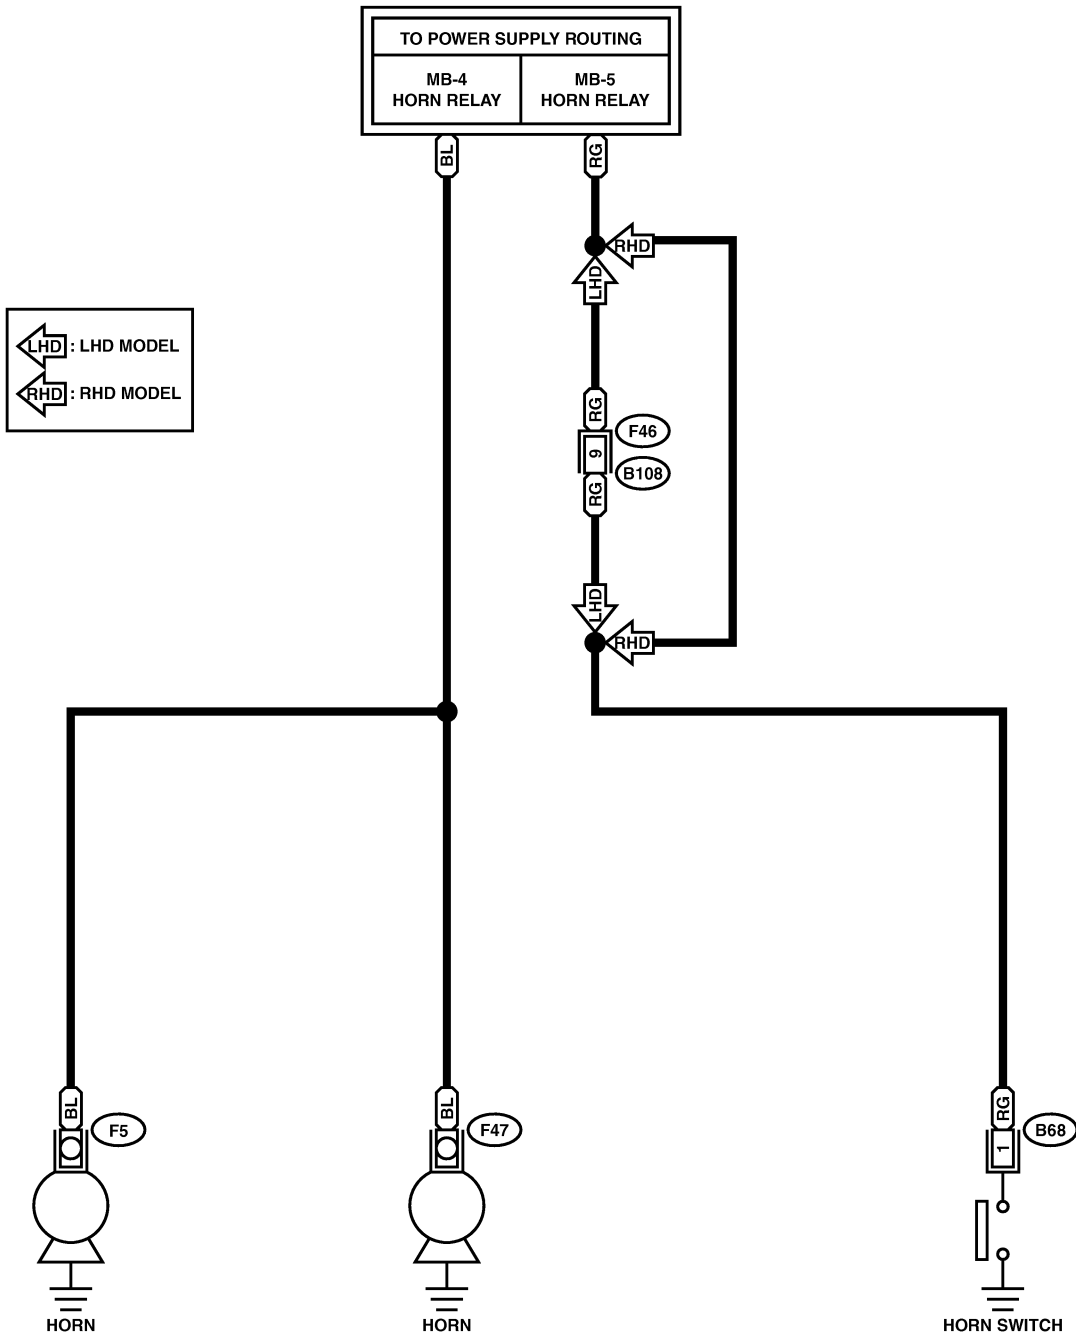 TO POWER SUPPLY ROUTING
MB-4
HORN RELAY
MB-5
HORN RELAY
BL
RG
RHD
LHD
LHD : LHD MODEL
RHD : RHD MODEL
RG
F46
9
B108
RG
LHD
RHD
BL
F5
BL
F47
RG
B68
1
HORN
HORN
HORN SWITCH